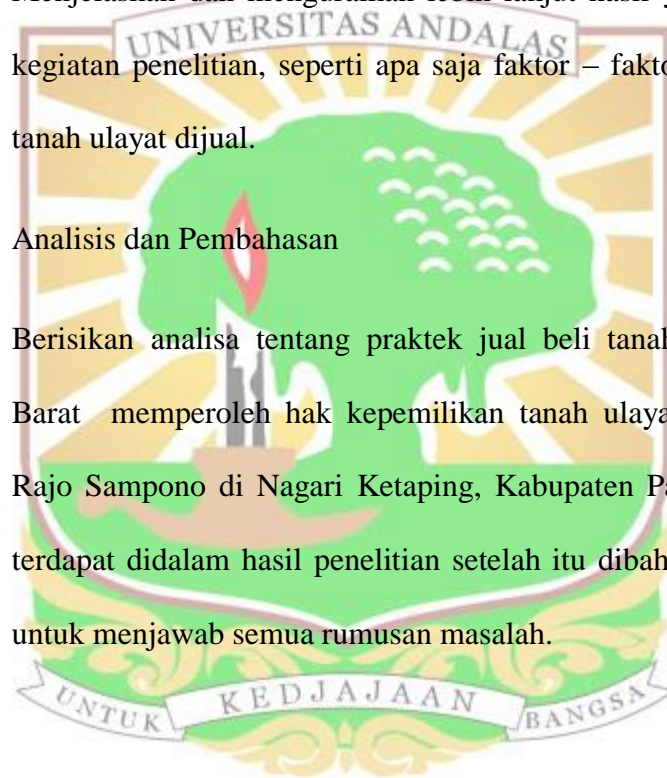 UNIVERSITAS ANDALAS
kegiatan penelitian, seperti apa saja faktor – fakto
tanah ulayat dijual.
Analisis dan Pembahasan
Berisikan analisa tentang praktek jual beli tanah
Barat memperoleh hak kepemilikan tanah ulaya
Rajo Sampono di Nagari Ketaping, Kabupaten Pa
terdapat didalam hasil penelitian setelah itu dibah
untuk menjawab semua rumusan masalah.
UNTUK KEDJAJAAN BANGSA